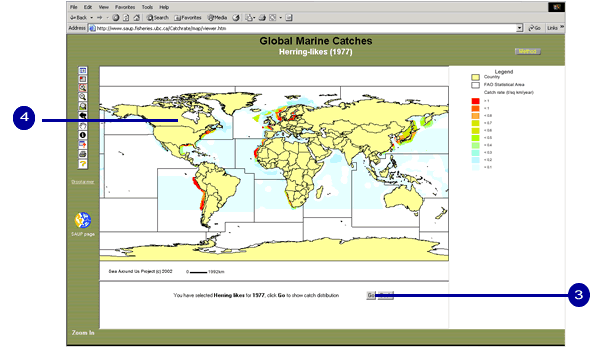 File Edit View Favorites Tools Help
Back Search Favorites Media
Address http://www.saup.fisheries.ubc.ca/Catchrate/map/viewer.htm Go Links
Global Marine Catches
Herring-likes (1977)
Method
Legend
Country
FAO Statistical Area
Catch rate (t/sq km/year)
> 1
< 1
< 0.8
< 0.7
< 0.6
< 0.5
< 0.4
< 0.3
< 0.2
< 0.1
4
Disclaimer
SAUP page
Sea Around Us Project (c) 2002 0 1992km
You have selected Herring likes for 1977, click Go to show catch distribution Go
3
Zoom In